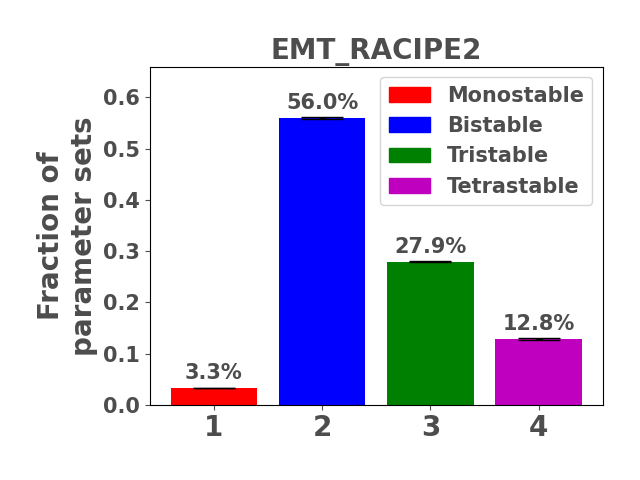 EMT_RACIPE2
Fraction of
parameter sets
0.6
0.5
0.4
0.3
0.2
0.1
0.0
56.0%
27.9%
12.8%
3.3%
Monostable
Bistable
Tristable
Tetrastable
1 2 3 4